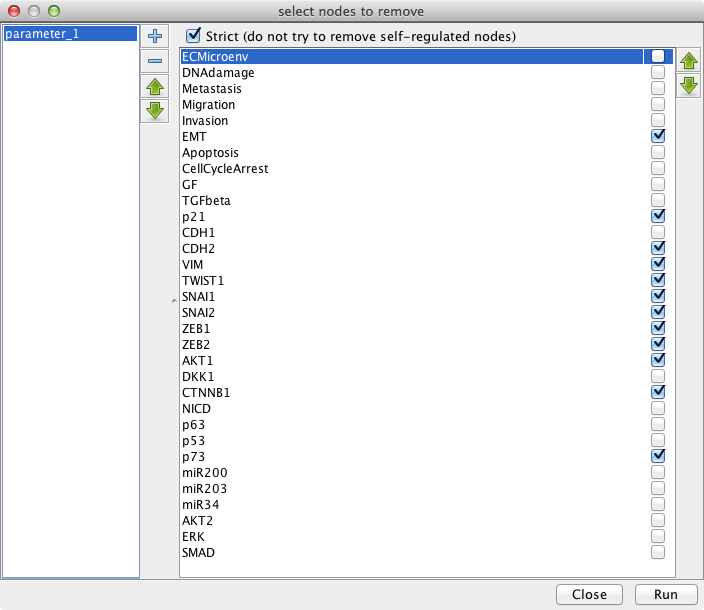 select nodes to remove
parameter_1
Strict (do not try to remove self-regulated nodes)
ECMicroenv
DNAdamage
Metastasis
Migration
Invasion
EMT
Apoptosis
CellCycleArrest
GF
TGFbeta
p21
CDH1
CDH2
VIM
TWIST1
SNAI1
SNAI2
ZEB1
ZEB2
AKT1
DKK1
CTNNB1
NICD
p63
p53
p73
miR200
miR203
miR34
AKT2
ERK
SMAD
Close Run